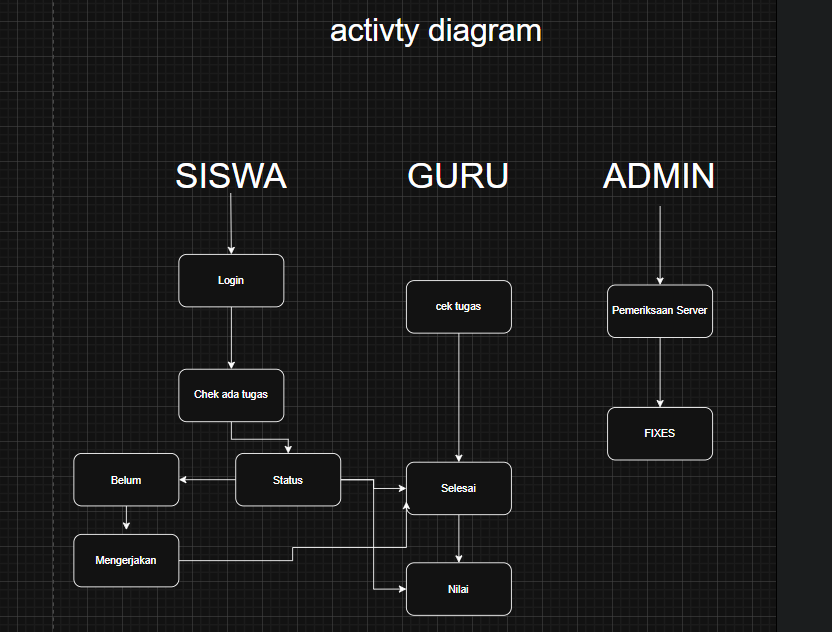 activty diagram
SISWA
GURU
ADMIN
Login
cek tugas
Pemeriksaan Server
Chek ada tugas
FIXES
Belum
Status
Selesai
Mengerjakan
Nilai